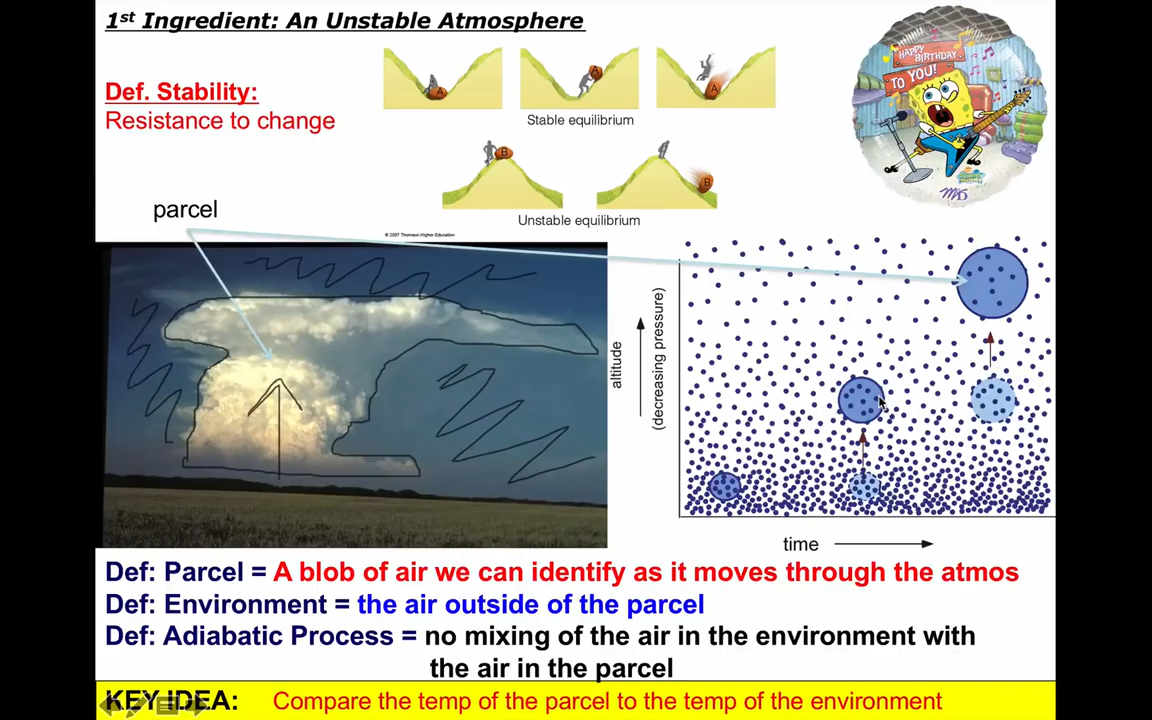 1st Ingredient: An Unstable Atmosphere
Def. Stability:
Resistance to change
A
A
A
Stable equilibrium
B
B
Unstable equilibrium
© 2007 Thomson Higher Education
HAPPY BIRTHDAY
TO YOU!
parcel
altitude
(decreasing pressure)
time
Def: Parcel = A blob of air we can identify as it moves through the atmos
Def: Environment = the air outside of the parcel
Def: Adiabatic Process = no mixing of the air in the environment with
the air in the parcel
KEY IDEA: Compare the temp of the parcel to the temp of the environment